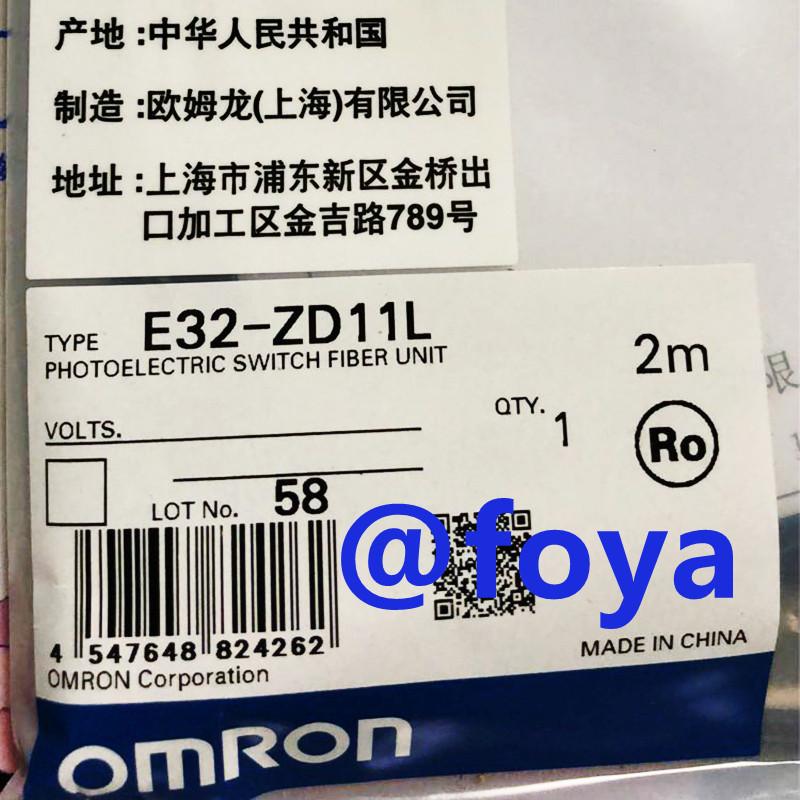 产地:中华人民共和国
制造:欧姆龙(上海)有限公司
地址:上海市浦东新区金桥出
口加工区金吉路789号
TYPE E32-ZD11L
PHOTOELECTRIC SWITCH FIBER UNIT
2m
VOLTS.
QTY. 1
Ro
LOT No. 58
@foya
4 547648 824262
MADE IN CHINA
OMRON Corporation
OMRON
限